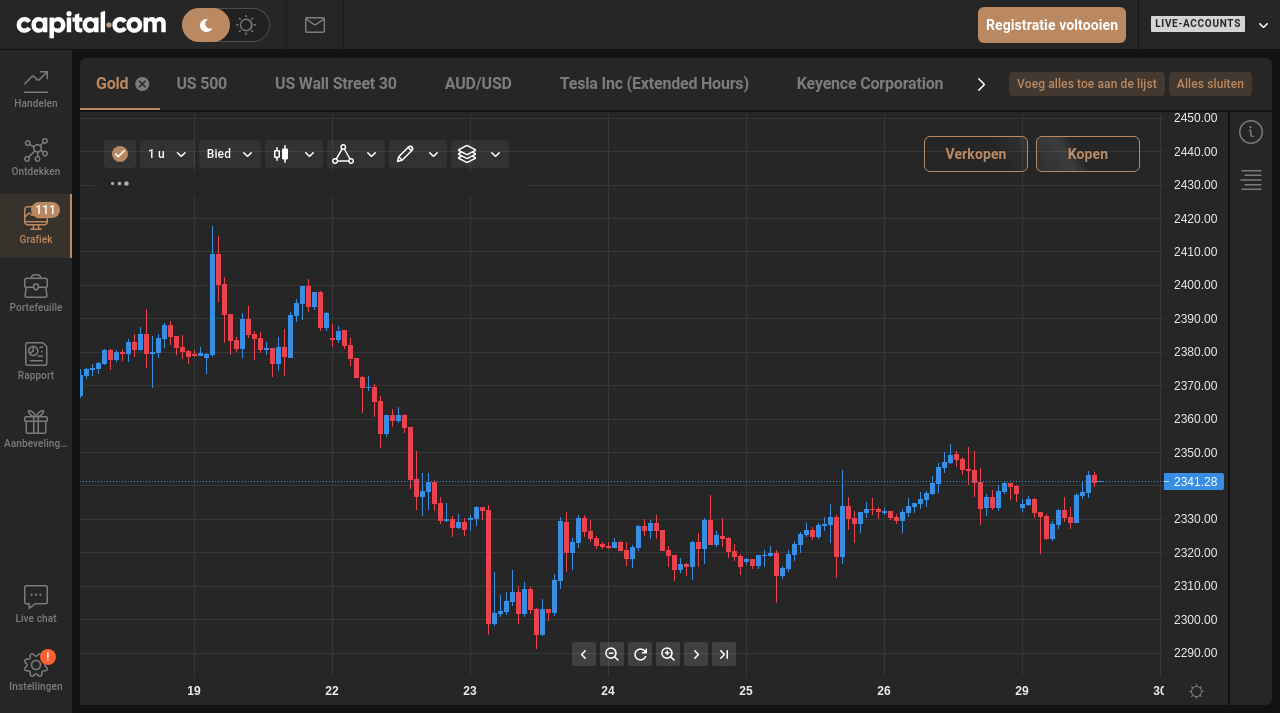 capital.com
Registratie voltooien
LIVE-ACCOUNTS
Handelen
Ontdekken
111
Grafiek
Portefeuille
Rapport
Aanbeveling...
Live chat
!
Instellingen
Gold
US 500
US Wall Street 30
AUD/USD
Tesla Inc (Extended Hours)
Keyence Corporation
Voeg alles toe aan de lijst
Alles sluiten
1 u
Bied
Verkopen
Kopen
2450.00
2440.00
2430.00
2420.00
2410.00
2400.00
2390.00
2380.00
2370.00
2360.00
2350.00
2341.28
2330.00
2320.00
2310.00
2300.00
2290.00
19
22
23
24
25
26
29
30